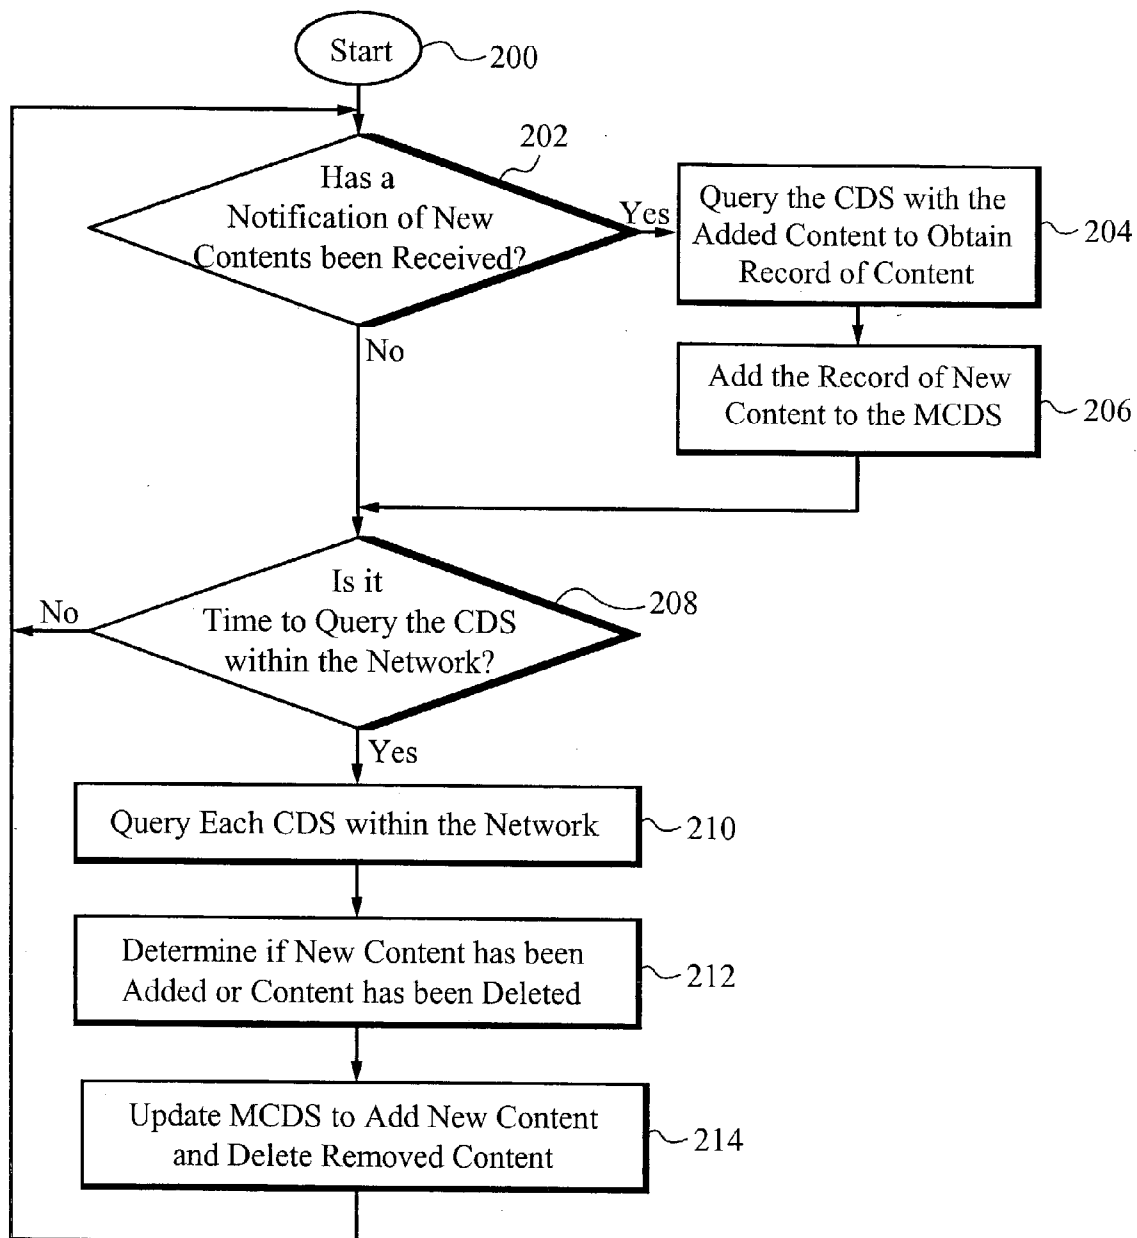 Start
200
202
Has a
Notification of New
Contents been Received?
Yes
Query the CDS with the
Added Content to Obtain
Record of Content
204
No
Add the Record of New
Content to the MCDS
206
Is it
Time to Query the CDS
within the Network?
208
No
Yes
Query Each CDS within the Network
210
Determine if New Content has been
Added or Content has been Deleted
212
Update MCDS to Add New Content
and Delete Removed Content
214